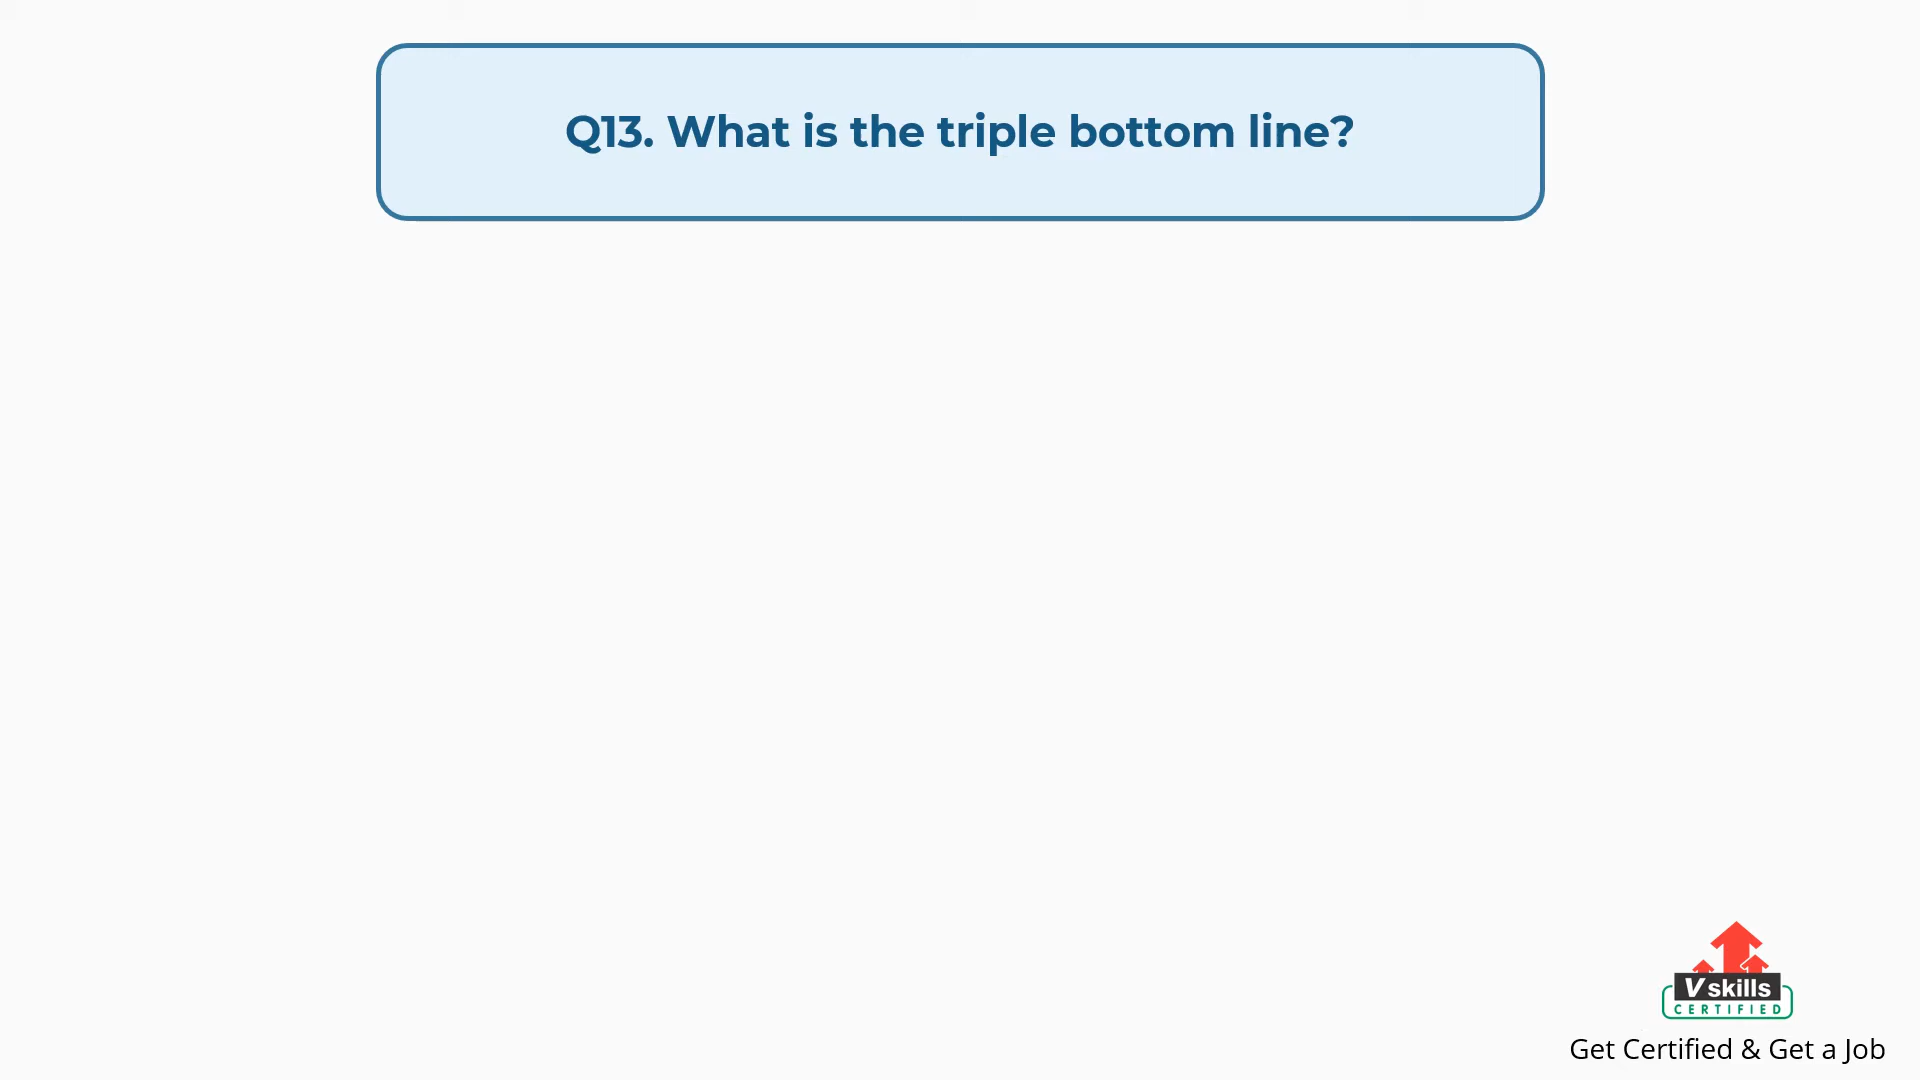 Q13. What is the triple bottom line?
Vskills
CERTIFIED
Get Certified & Get a Job